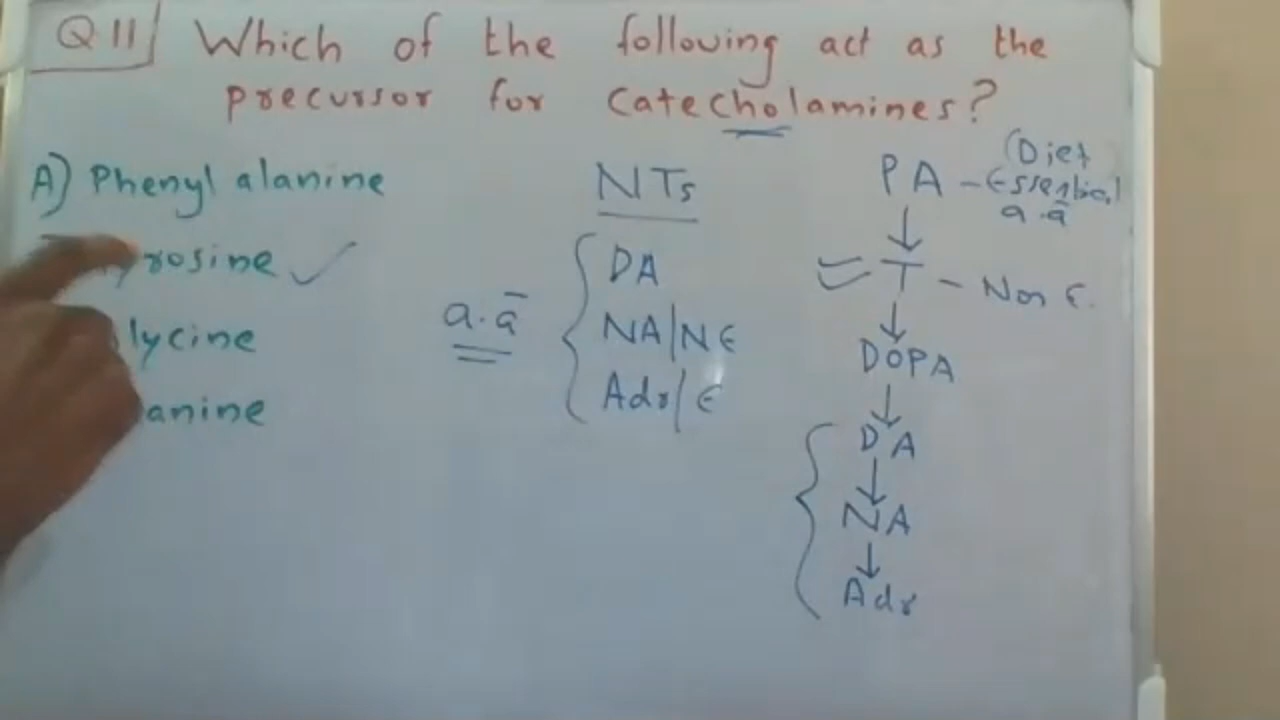 Q 11 Which of the following act as the
precursor for Catecholamines?
A) Phenyl alanine
rosine ✓
lycine
anine
NTs
a.ā
DA
NA/NE
Adr/E
PA - Essential
(Diet
a.ā
T - Non E.
DOPA
DA
NA
Adr